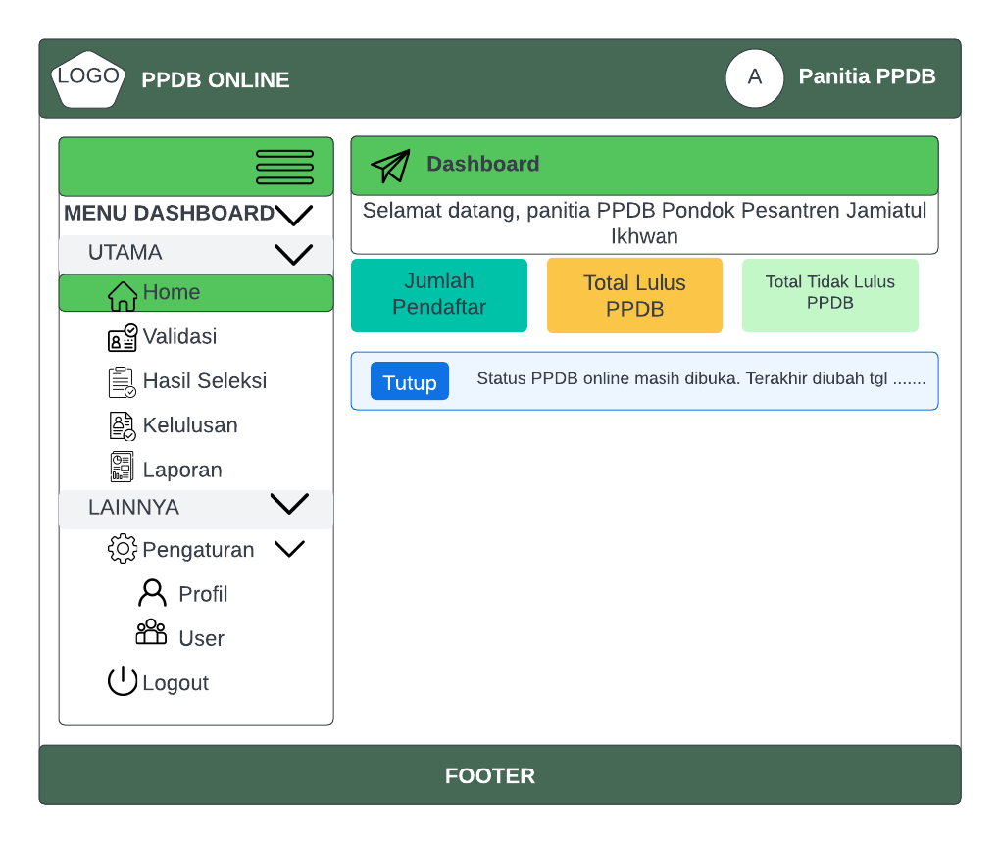 LOGO
PPDB ONLINE
A
Panitia PPDB
MENU DASHBOARD
UTAMA
Home
Validasi
Hasil Seleksi
Kelulusan
Laporan
LAINNYA
Pengaturan
Profil
User
Logout
Dashboard
Selamat datang, panitia PPDB Pondok Pesantren Jamiatul
Ikhwan
Jumlah
Pendaftar
Total Lulus
PPDB
Total Tidak Lulus
PPDB
Tutup
Status PPDB online masih dibuka. Terakhir diubah tgl .......
FOOTER